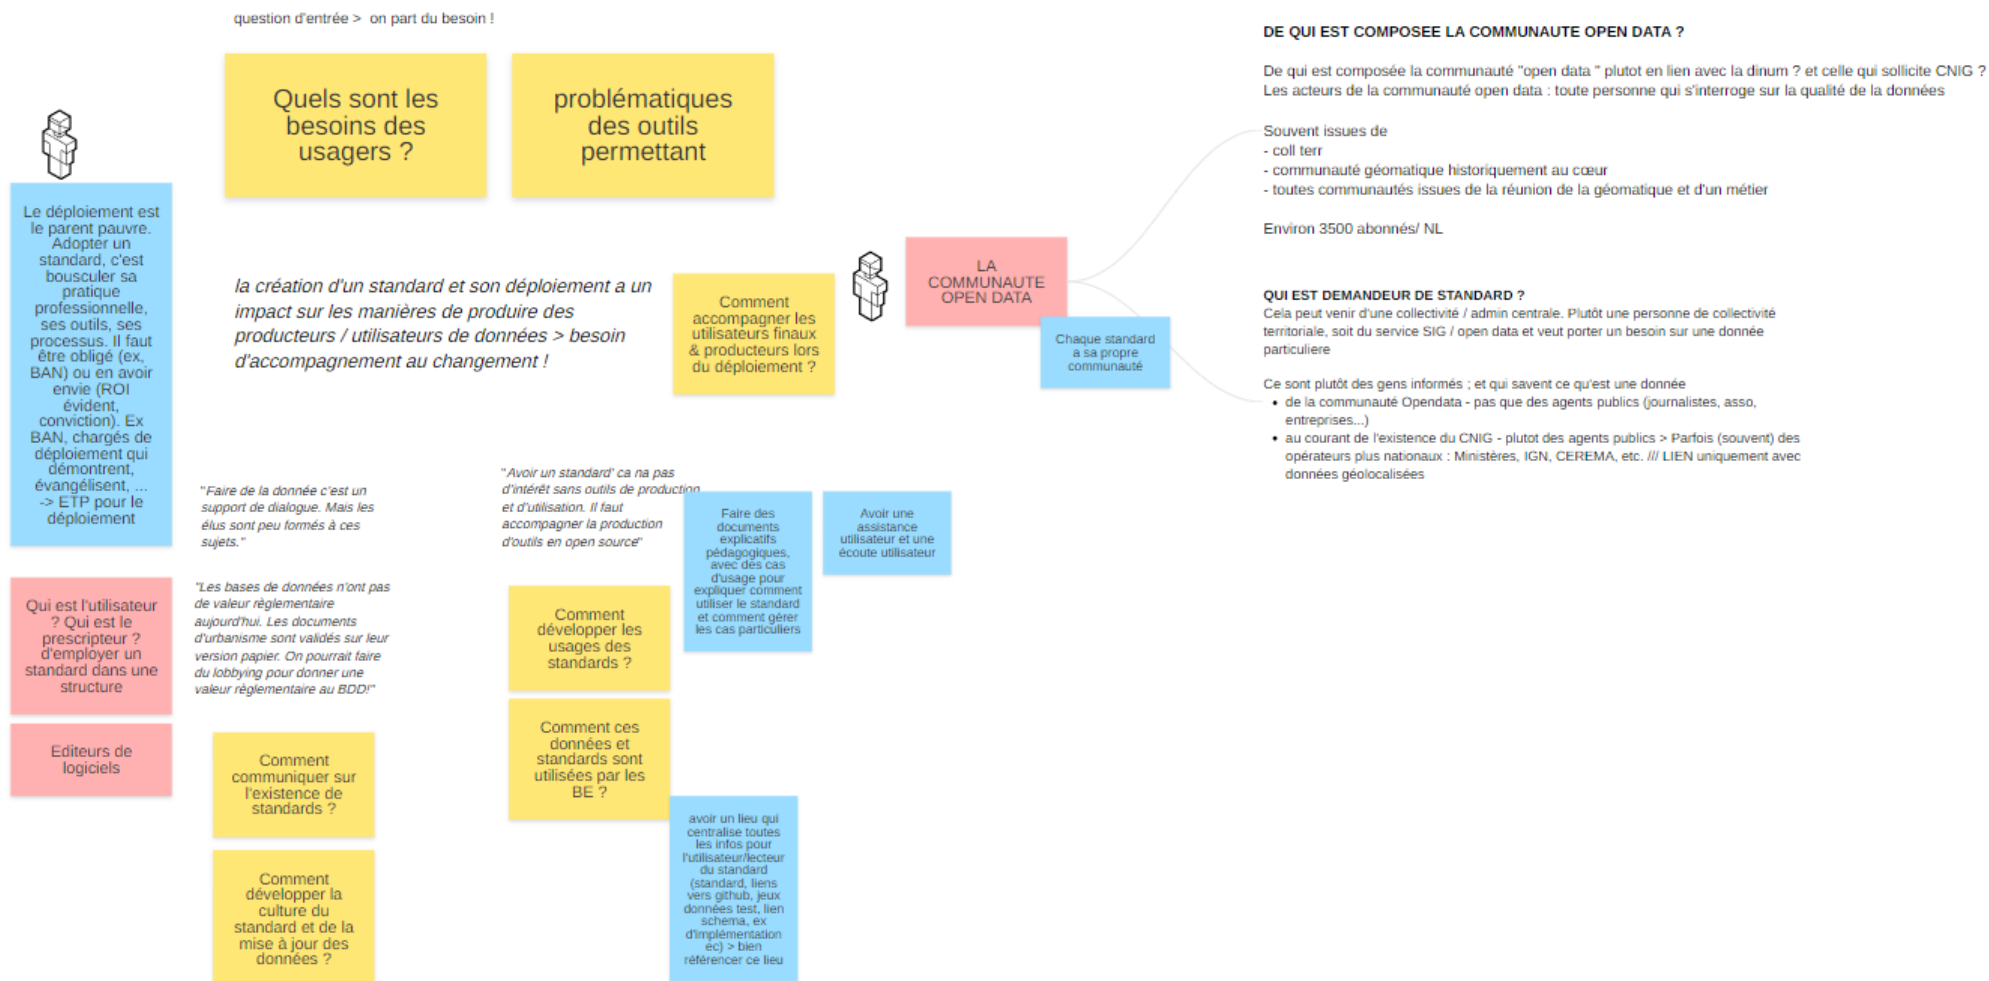 question d'entrée > on part du besoin !
Quels sont les
besoins des
usagers ?
problématiques
des outils
permettant
Le déploiement est
le parent pauvre.
Adopter un
standard, c'est
bousculer sa
pratique
professionnelle,
ses outils, ses
processus. Il faut
être obligé (ex,
BAN) ou en avoir
envie (ROI
évident,
conviction). Ex
BAN, chargés de
déploiement qui
démontrent,
évangélisent, ...
-> ETP pour le
déploiement
la création d'un standard et son déploiement a un
impact sur les manières de produire des
producteurs / utilisateurs de données > besoin
d'accompagnement au changement !
Comment
accompagner les
utilisateurs finaux
& producteurs lors
du déploiement ?
LA
COMMUNAUTE
OPEN DATA
Chaque standard
a sa propre
communauté
DE QUI EST COMPOSEE LA COMMUNAUTE OPEN DATA ?
De qui est composée la communauté "open data " plutot en lien avec la dinum ? et celle qui sollicite CNIG ?
Les acteurs de la communauté open data : toute personne qui s'interroge sur la qualité de la données
Souvent issues de
- coll terr
- communauté géomatique historiquement au cœur
- toutes communautés issues de la réunion de la géomatique et d'un métier
Environ 3500 abonnés/ NL
QUI EST DEMANDEUR DE STANDARD ?
Cela peut venir d'une collectivité / admin centrale. Plutôt une personne de collectivité
territoriale, soit du service SIG / open data et veut porter un besoin sur une donnée
particuliere
Ce sont plutôt des gens informés ; et qui savent ce qu'est une donnée
• de la communauté Opendata - pas que des agents publics (journalistes, asso,
entreprises...)
• au courant de l'existence du CNIG - plutot des agents publics > Parfois (souvent) des
opérateurs plus nationaux : Ministères, IGN, CEREMA, etc. /// LIEN uniquement avec
données géolocalisées
"Faire de la donnée c'est un
support de dialogue. Mais les
élus sont peu formés à ces
sujets."
"Avoir un standard' ca na pas
d'intérêt sans outils de production
et d'utilisation. Il faut
accompagner la production
d'outils en open source"
Faire des
documents
explicatifs
pédagogiques,
avec des cas
d'usage pour
expliquer comment
utiliser le standard
et comment gérer
les cas particuliers
Avoir une
assistance
utilisateur et une
écoute utilisateur
Qui est l'utilisateur
? Qui est le
prescripteur ?
d'employer un
standard dans une
structure
"Les bases de données n'ont pas
de valeur règlementaire
aujourd'hui. Les documents
d'urbanisme sont validés sur leur
version papier. On pourrait faire
du lobbying pour donner une
valeur règlementaire au BDD!"
Comment
développer les
usages des
standards ?
Editeurs de
logiciels
Comment
communiquer sur
l'existence de
standards ?
Comment ces
données et
standards sont
utilisées par les
BE ?
avoir un lieu qui
centralise toutes
les infos pour
l'utilisateur/lecteur
du standard
(standard, liens
vers github, jeux
données test, lien
schema, ex
d'implémentation
ec) > bien
référencer ce lieu
Comment
développer la
culture du
standard et de la
mise à jour des
données ?